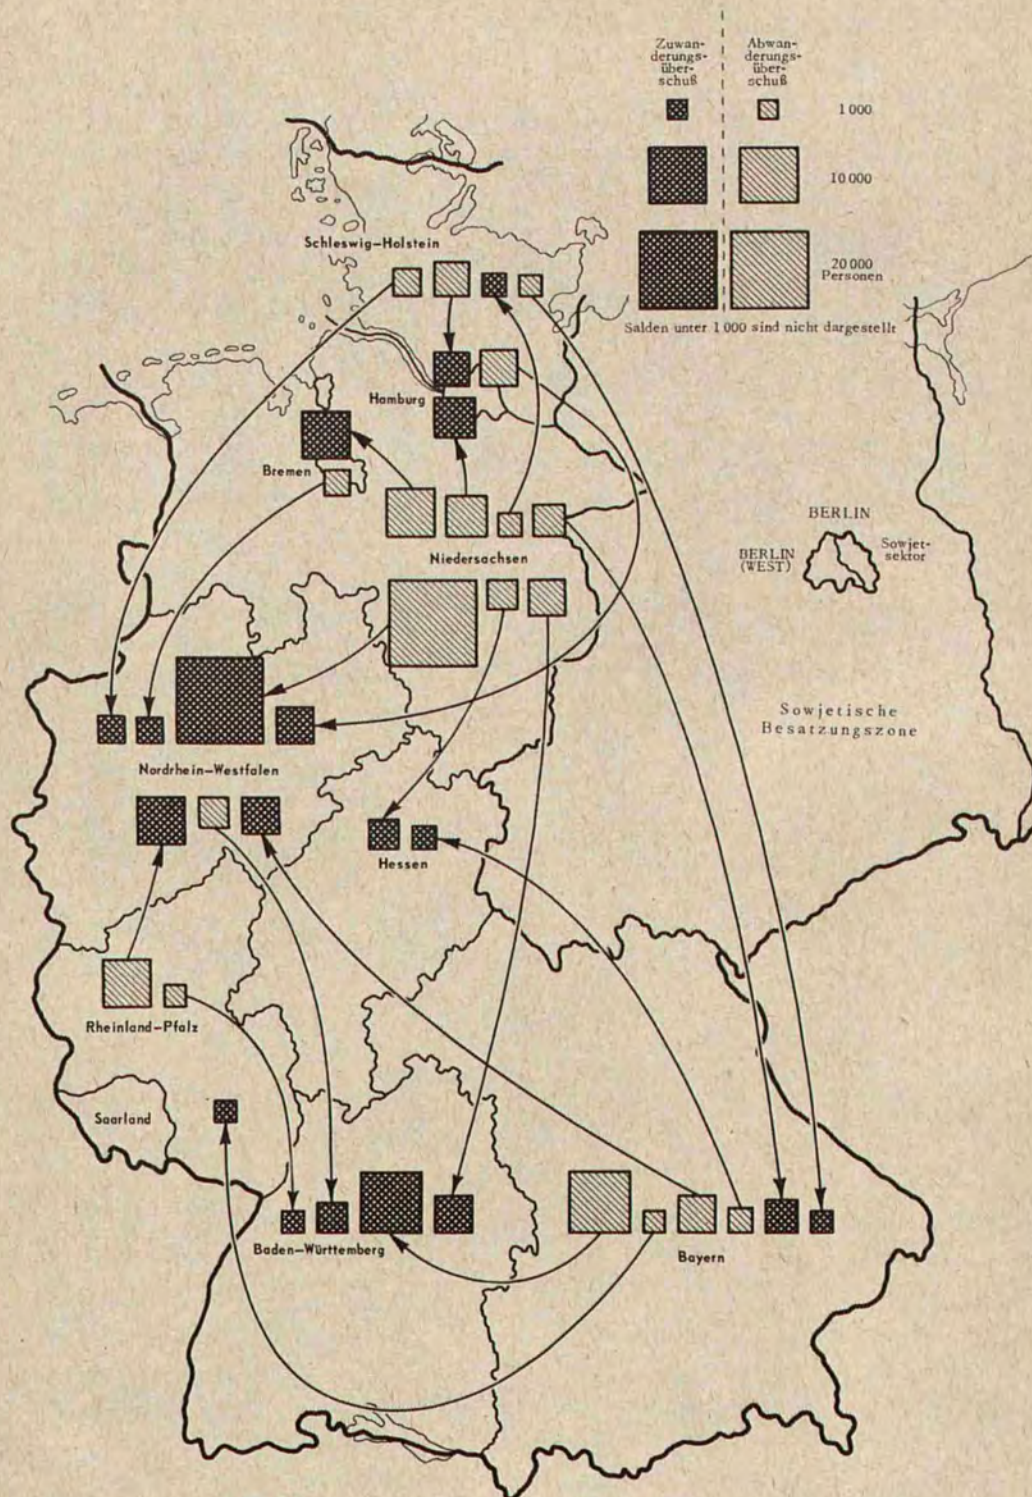 Zuwan-
derungs-
über-
schuß
Abwan-
derungs-
über-
schuß
1 000
10 000
20 000
Personen
Salden unter 1 000 sind nicht dargestellt
Schleswig-Holstein
Hamburg
Bremen
Niedersachsen
BERLIN
BERLIN
(WEST)
Sowjet-
sektor
Sowjetische
Besatzungszone
Nordrhein-Westfalen
Hessen
Rheinland-Pfalz
Saarland
Baden-Württemberg
Bayern